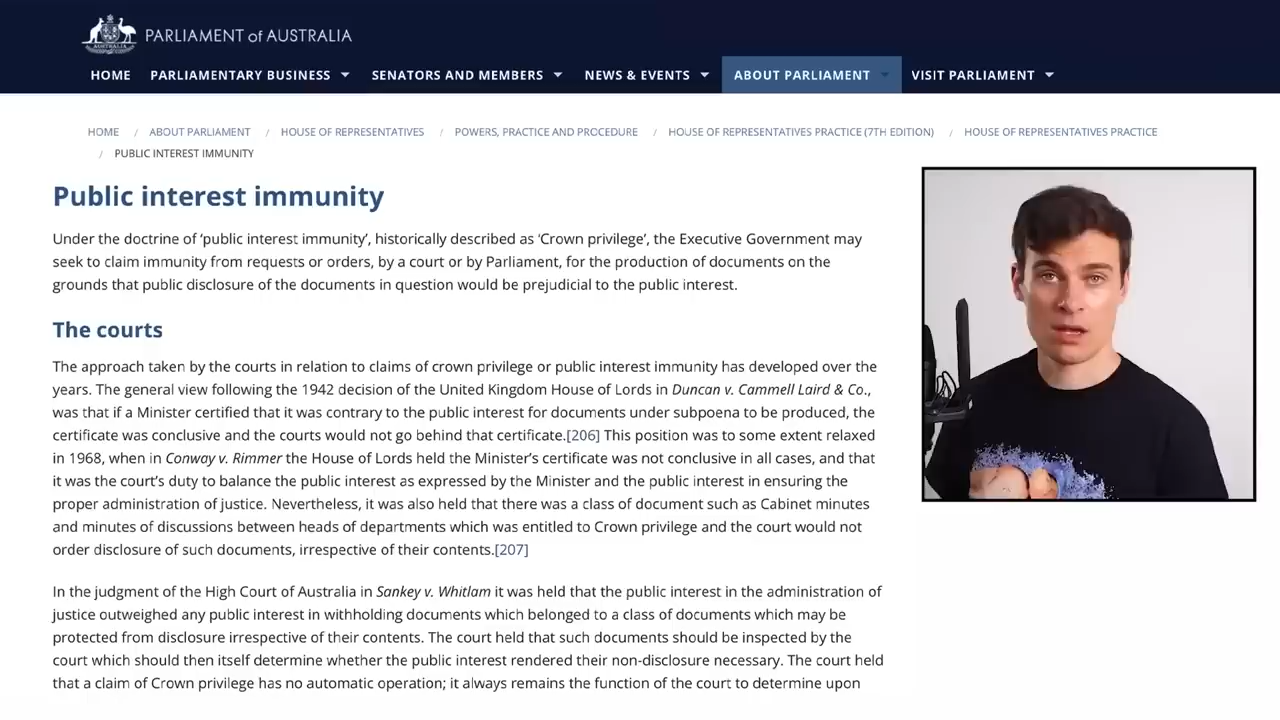 PARLIAMENT of AUSTRALIA
HOME PARLIAMENTARY BUSINESS SENATORS AND MEMBERS NEWS & EVENTS ABOUT PARLIAMENT VISIT PARLIAMENT
HOME / ABOUT PARLIAMENT / HOUSE OF REPRESENTATIVES / POWERS, PRACTICE AND PROCEDURE / HOUSE OF REPRESENTATIVES PRACTICE (7TH EDITION) / HOUSE OF REPRESENTATIVES PRACTICE
/ PUBLIC INTEREST IMMUNITY
Public interest immunity
Under the doctrine of ‘public interest immunity’, historically described as ‘Crown privilege’, the Executive Government may
seek to claim immunity from requests or orders, by a court or by Parliament, for the production of documents on the
grounds that public disclosure of the documents in question would be prejudicial to the public interest.
The courts
The approach taken by the courts in relation to claims of crown privilege or public interest immunity has developed over the
years. The general view following the 1942 decision of the United Kingdom House of Lords in Duncan v. Cammell Laird & Co.,
was that if a Minister certified that it was contrary to the public interest for documents under subpoena to be produced, the
certificate was conclusive and the courts would not go behind that certificate.[206] This position was to some extent relaxed
in 1968, when in Conway v. Rimmer the House of Lords held the Minister’s certificate was not conclusive in all cases, and that
it was the court’s duty to balance the public interest as expressed by the Minister and the public interest in ensuring the
proper administration of justice. Nevertheless, it was also held that there was a class of document such as Cabinet minutes
and minutes of discussions between heads of departments which was entitled to Crown privilege and the court would not
order disclosure of such documents, irrespective of their contents.[207]
In the judgment of the High Court of Australia in Sankey v. Whitlam it was held that the public interest in the administration of
justice outweighed any public interest in withholding documents which belonged to a class of documents which may be
protected from disclosure irrespective of their contents. The court held that such documents should be inspected by the
court which should then itself determine whether the public interest rendered their non-disclosure necessary. The court held
that a claim of Crown privilege has no automatic operation; it always remains the function of the court to determine upon